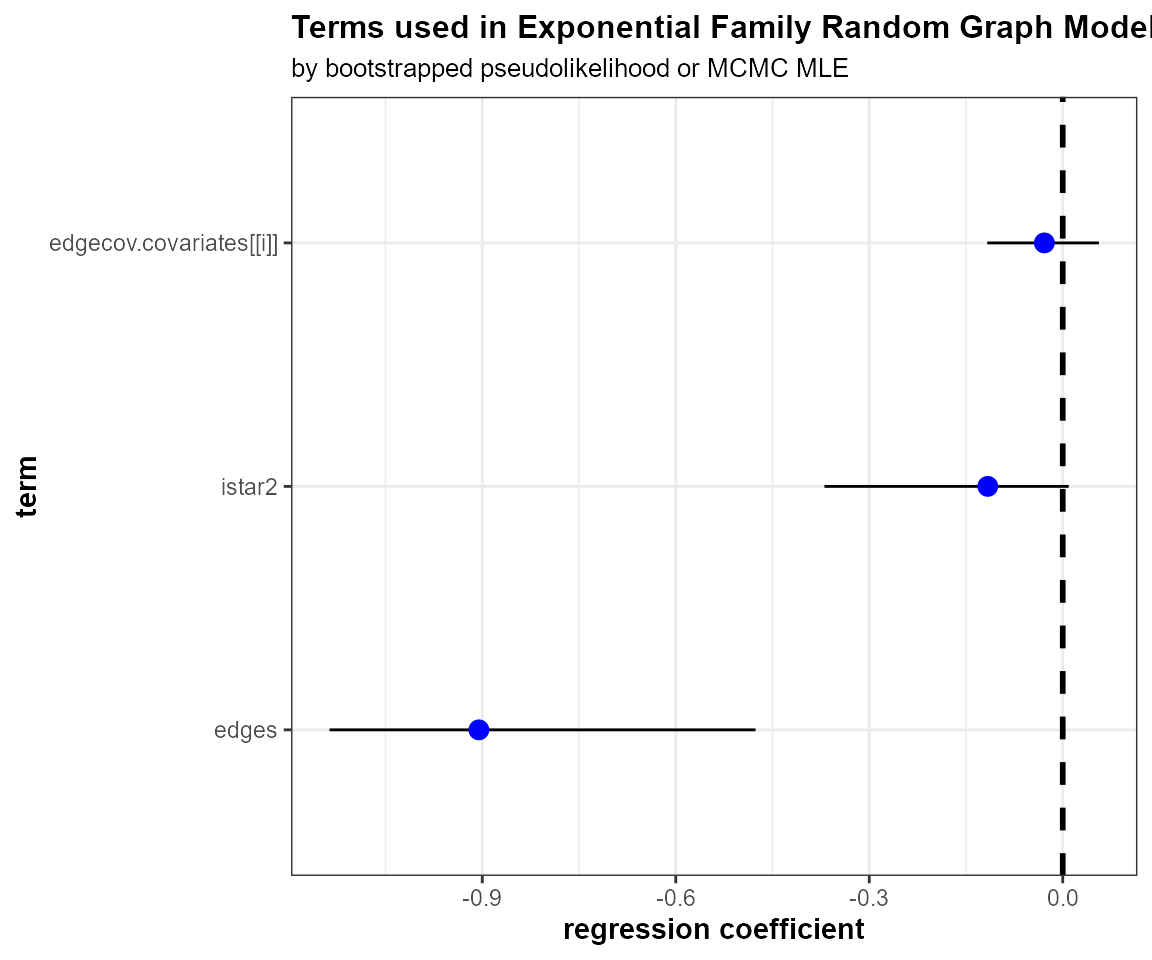 Terms used in Exponential Family Random Graph Model
by bootstrapped pseudolikelihood or MCMC MLE
edgecov.covariates[[i]]
istar2
edges
term
-0.9 -0.6 -0.3 0.0
regression coefficient